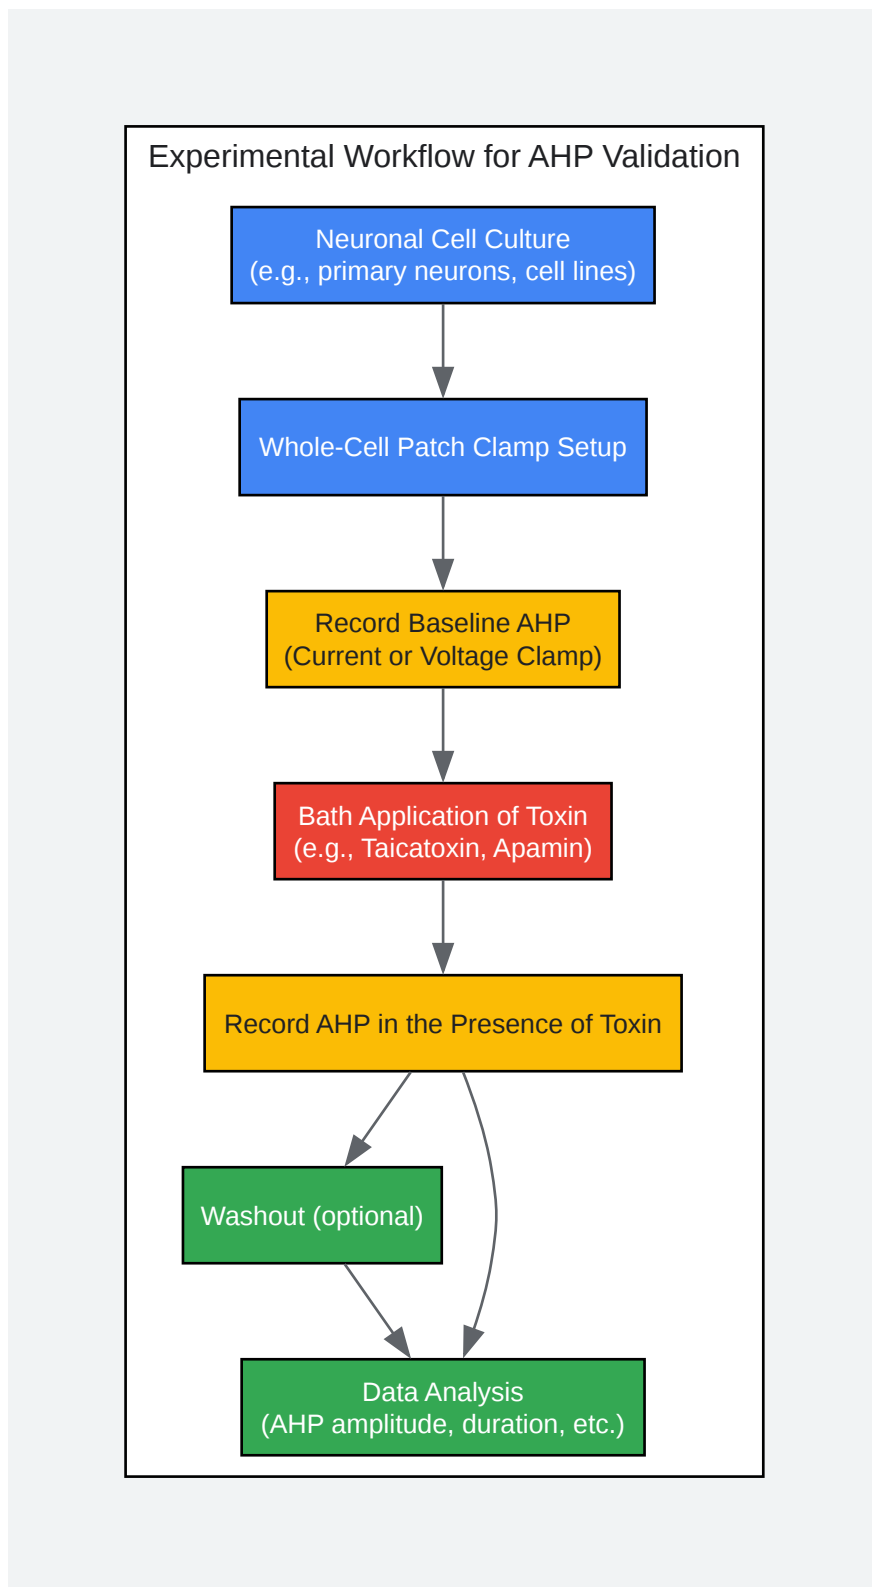 Experimental Workflow for AHP Validation
Neuronal Cell Culture
(e.g., primary neurons, cell lines)
Whole-Cell Patch Clamp Setup
Record Baseline AHP
(Current or Voltage Clamp)
Bath Application of Toxin
(e.g., Taicatoxin, Apamin)
Record AHP in the Presence of Toxin
Washout (optional)
Data Analysis
(AHP amplitude, duration, etc.)